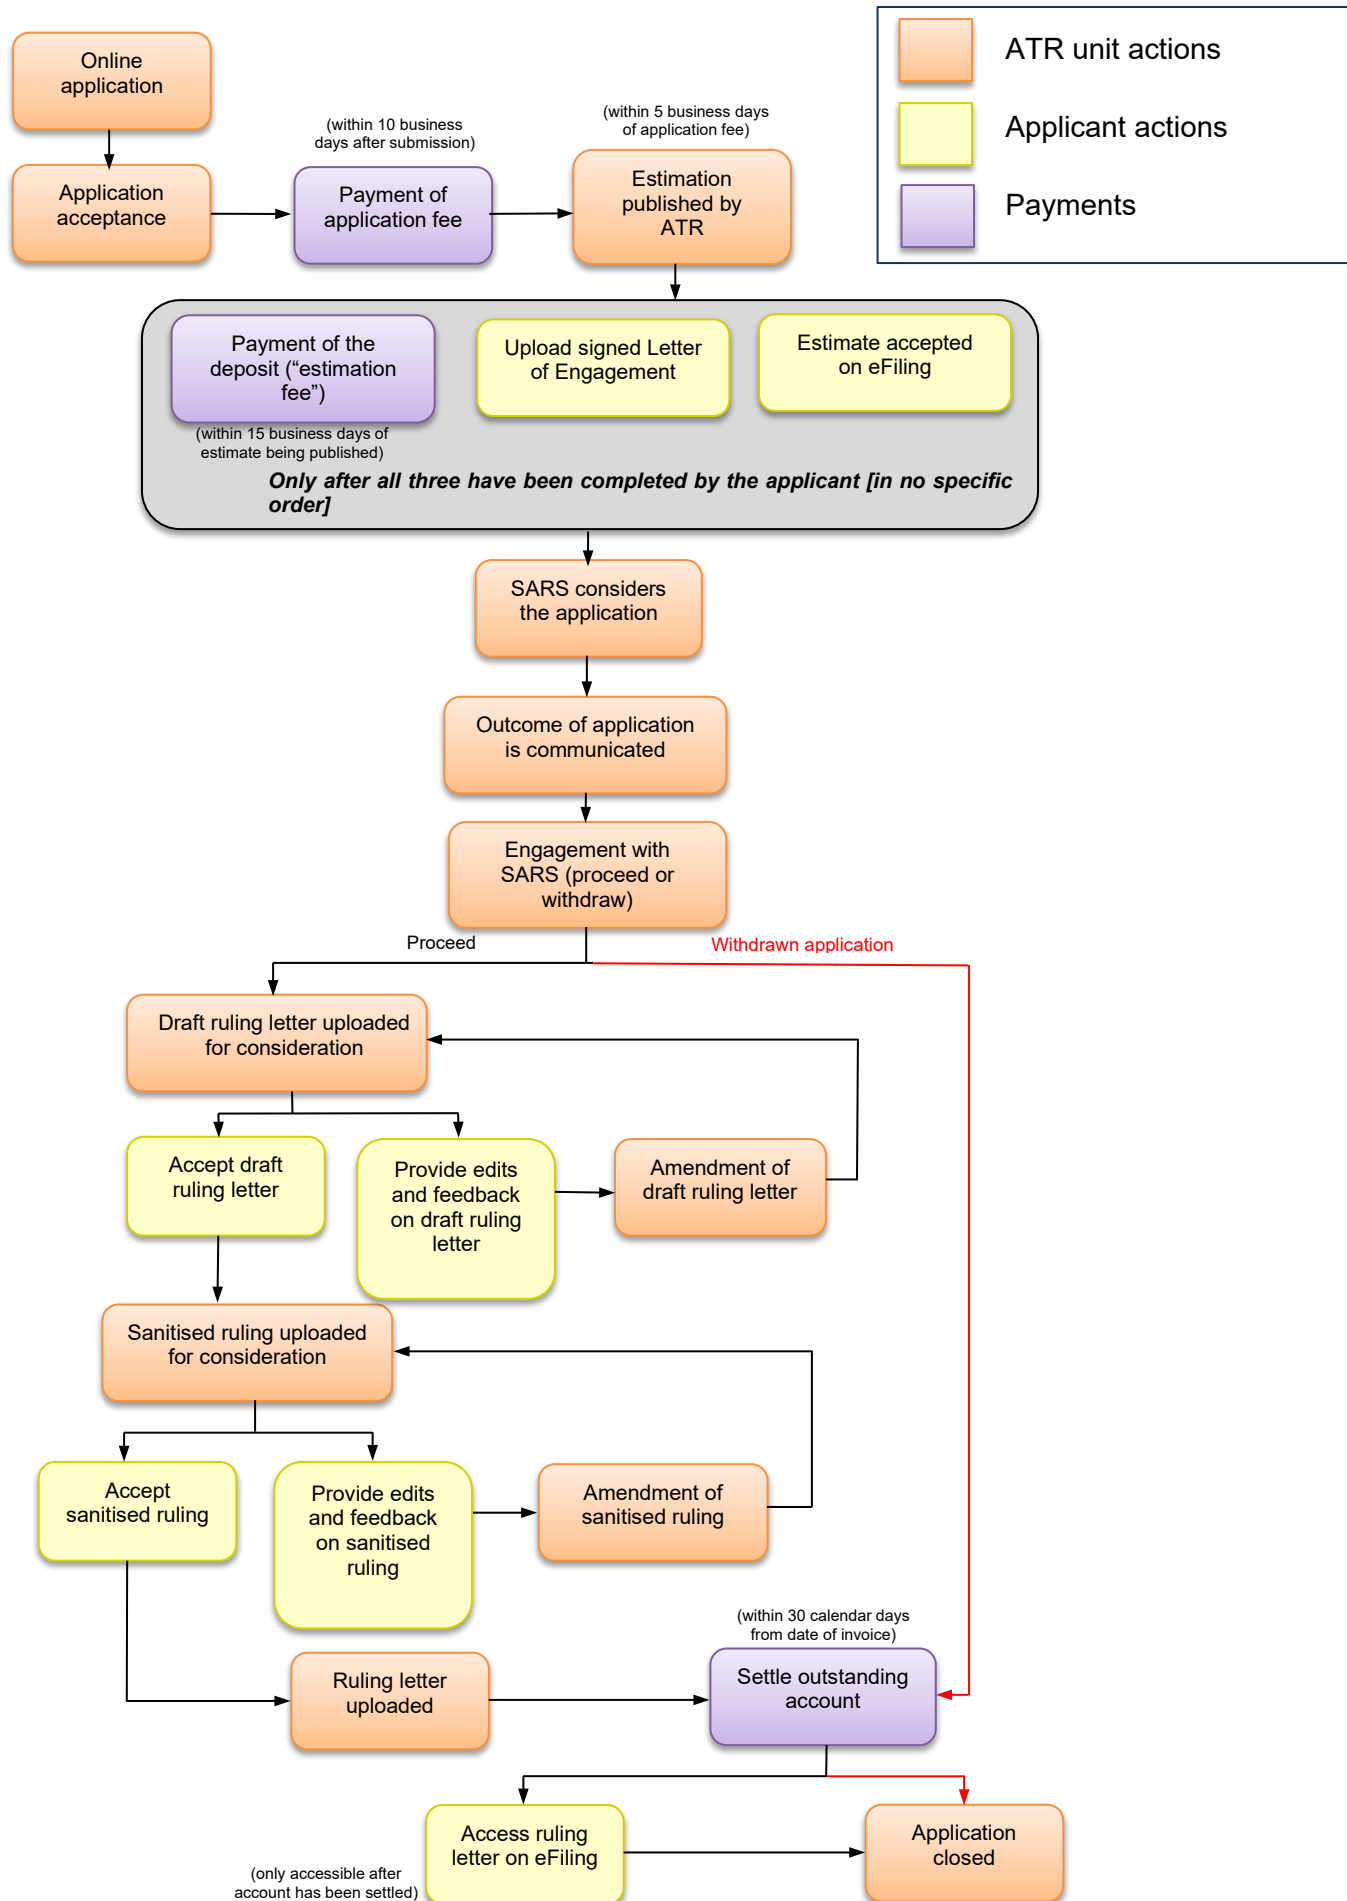 ATR unit actions
Applicant actions
Payments
Online
application
Application
acceptance
(within 10 business
days after submission)
Payment of
application fee
(within 5 business days
of application fee)
Estimation
published by
ATR
Payment of the
deposit (“estimation
fee”)
(within 15 business days of
estimate being published)
Upload signed Letter
of Engagement
Estimate accepted
on eFiling
Only after all three have been completed by the applicant [in no specific
order]
SARS considers
the application
Outcome of application
is communicated
Engagement with
SARS (proceed or
withdraw)
Proceed
Withdrawn application
Draft ruling letter uploaded
for consideration
Accept draft
ruling letter
Provide edits
and feedback
on draft ruling
letter
Amendment of
draft ruling letter
Sanitised ruling uploaded
for consideration
Accept
sanitised ruling
Provide edits
and feedback
on sanitised
ruling
Amendment of
sanitised ruling
Ruling letter
uploaded
(within 30 calendar days
from date of invoice)
Settle outstanding
account
Access ruling
letter on eFiling
(only accessible after
account has been settled)
Application
closed